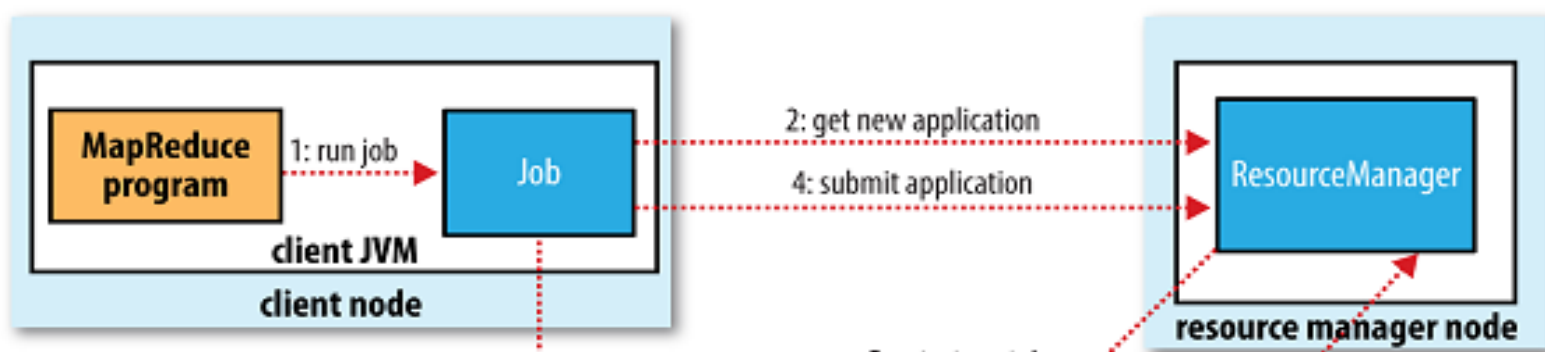 MapReduce
program
1: run job
Job
client JVM
client node
2: get new application
4: submit application
ResourceManager
resource manager node